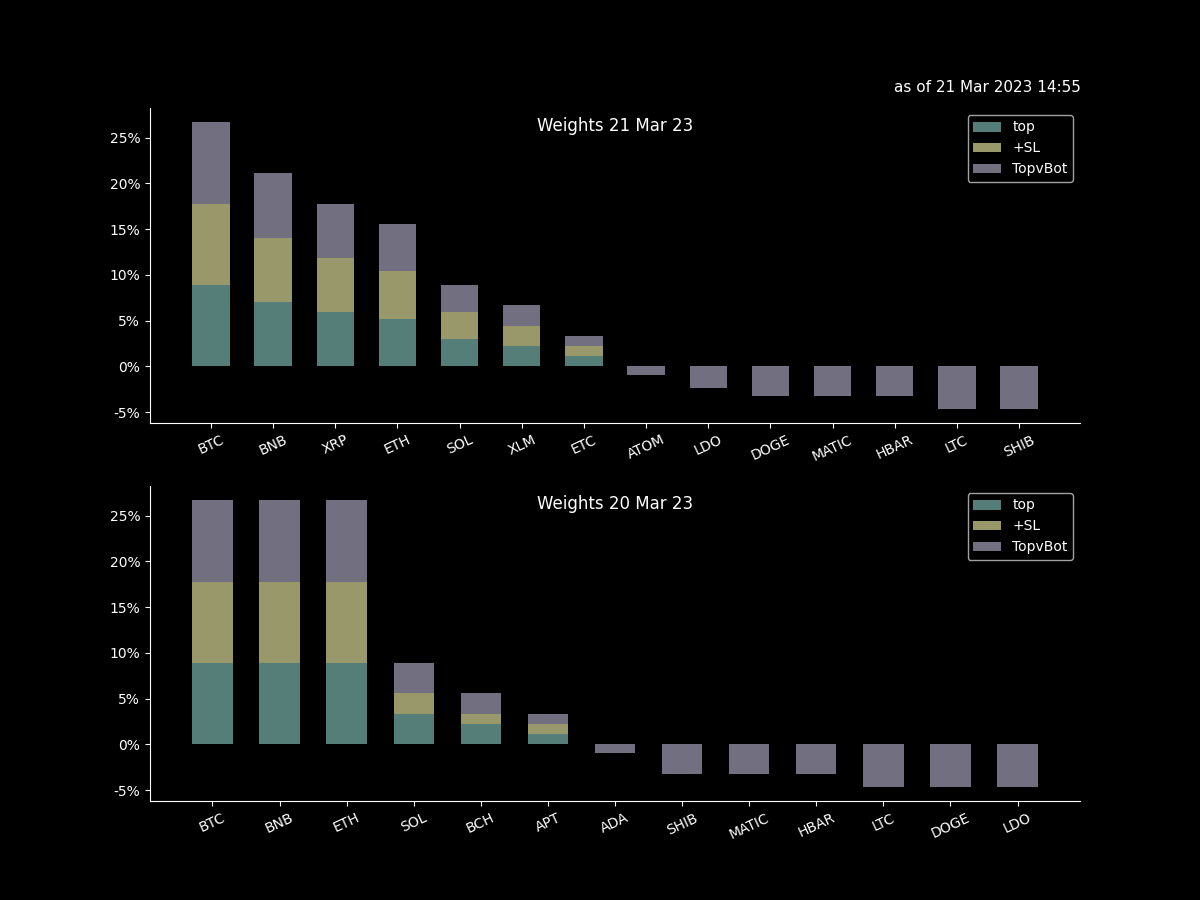 as of 21 Mar 2023 14:55
Weights 21 Mar 23
top
+SL
TopvBot
25%
20%
15%
10%
5%
0%
-5%
BTC BNB XRP ETH SOL XLM ETC ATOM LDO DOGE MATIC HBAR LTC SHIB
Weights 20 Mar 23
top
+SL
TopvBot
25%
20%
15%
10%
5%
0%
-5%
BTC BNB ETH SOL BCH APT ADA SHIB MATIC HBAR LTC DOGE LDO